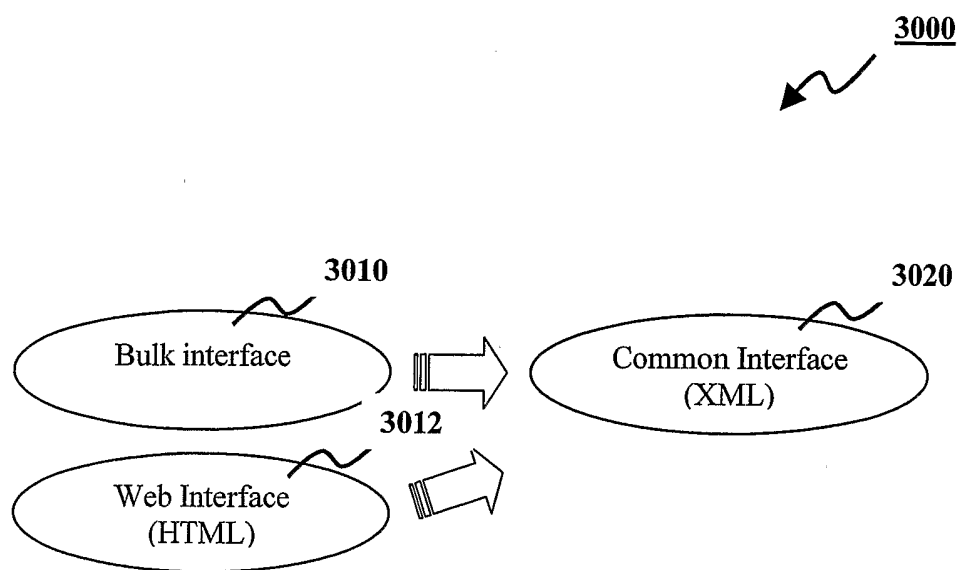 3000
3010
3020
Bulk interface
Common Interface
(XML)
3012
Web Interface
(HTML)